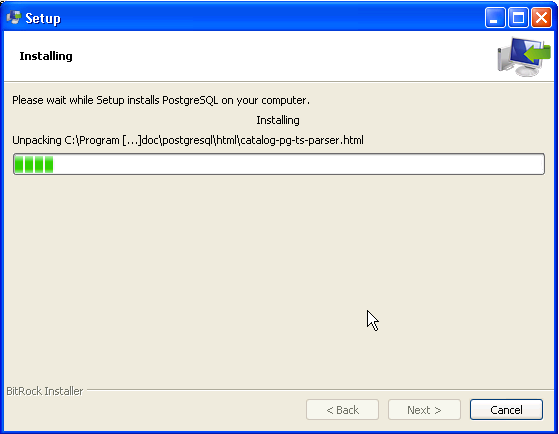 Setup
Installing
Please wait while Setup installs PostgreSQL on your computer.
Installing
Unpacking C:\Program [...]doc\postgresql\html\catalog-pg-ts-parser.html
BitRock Installer
< Back
Next >
Cancel